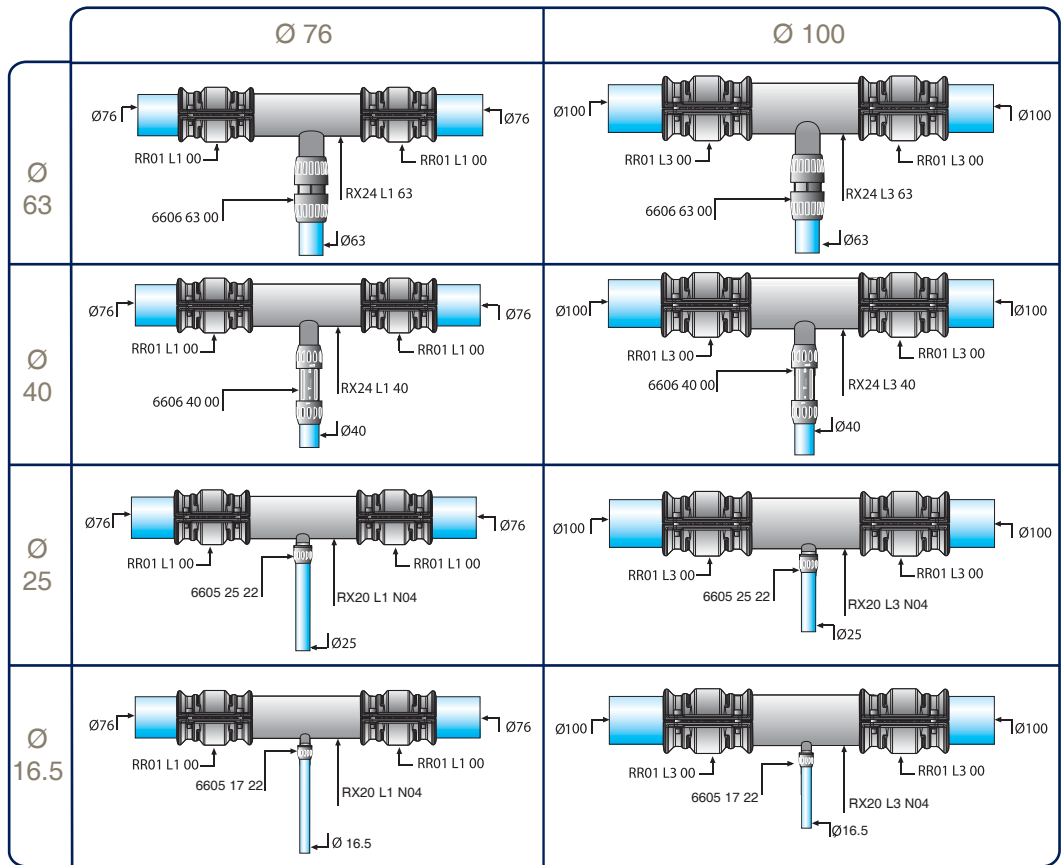 Ø 76
Ø 100
Ø
63
Ø76
Ø76
RR01 L1 00
RR01 L1 00
RX24 L1 63
6606 63 00
Ø63
Ø100
Ø100
RR01 L3 00
RR01 L3 00
RX24 L3 63
6606 63 00
Ø63
Ø
40
Ø76
Ø76
RR01 L1 00
RR01 L1 00
RX24 L1 40
6606 40 00
Ø40
Ø100
Ø100
RR01 L3 00
RR01 L3 00
RX24 L3 40
6606 40 00
Ø40
Ø
25
Ø76
Ø76
RR01 L1 00
RR01 L1 00
6605 25 22
RX20 L1 N04
Ø25
Ø100
Ø100
RR01 L3 00
RR01 L3 00
6605 25 22
RX20 L3 N04
Ø25
Ø
16.5
Ø76
Ø76
RR01 L1 00
RR01 L1 00
6605 17 22
RX20 L1 N04
Ø 16.5
Ø100
Ø100
RR01 L3 00
RR01 L3 00
6605 17 22
RX20 L3 N04
Ø16.5